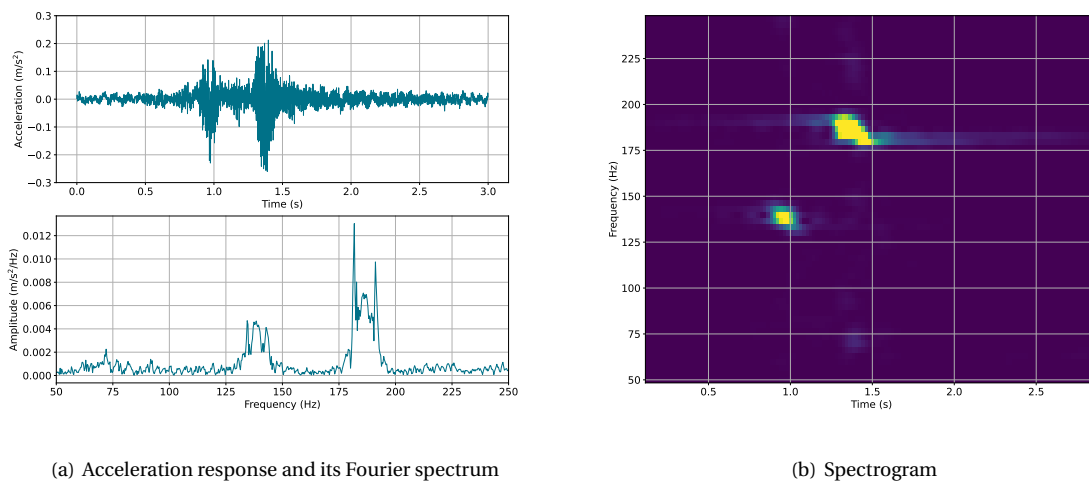 0.3
0.2
0.1
0.0
−0.1
−0.2
−0.3
Acceleration (m/s²)
0.0 0.5 1.0 1.5 2.0 2.5 3.0
Time (s)
0.012
0.010
0.008
0.006
0.004
0.002
0.000
Amplitude (m/s²/Hz)
50 75 100 125 150 175 200 225 250
Frequency (Hz)
(a) Acceleration response and its Fourier spectrum
225
200
175
150
125
100
75
50
Frequency (Hz)
0.5 1.0 1.5 2.0 2.5
Time (s)
(b) Spectrogram